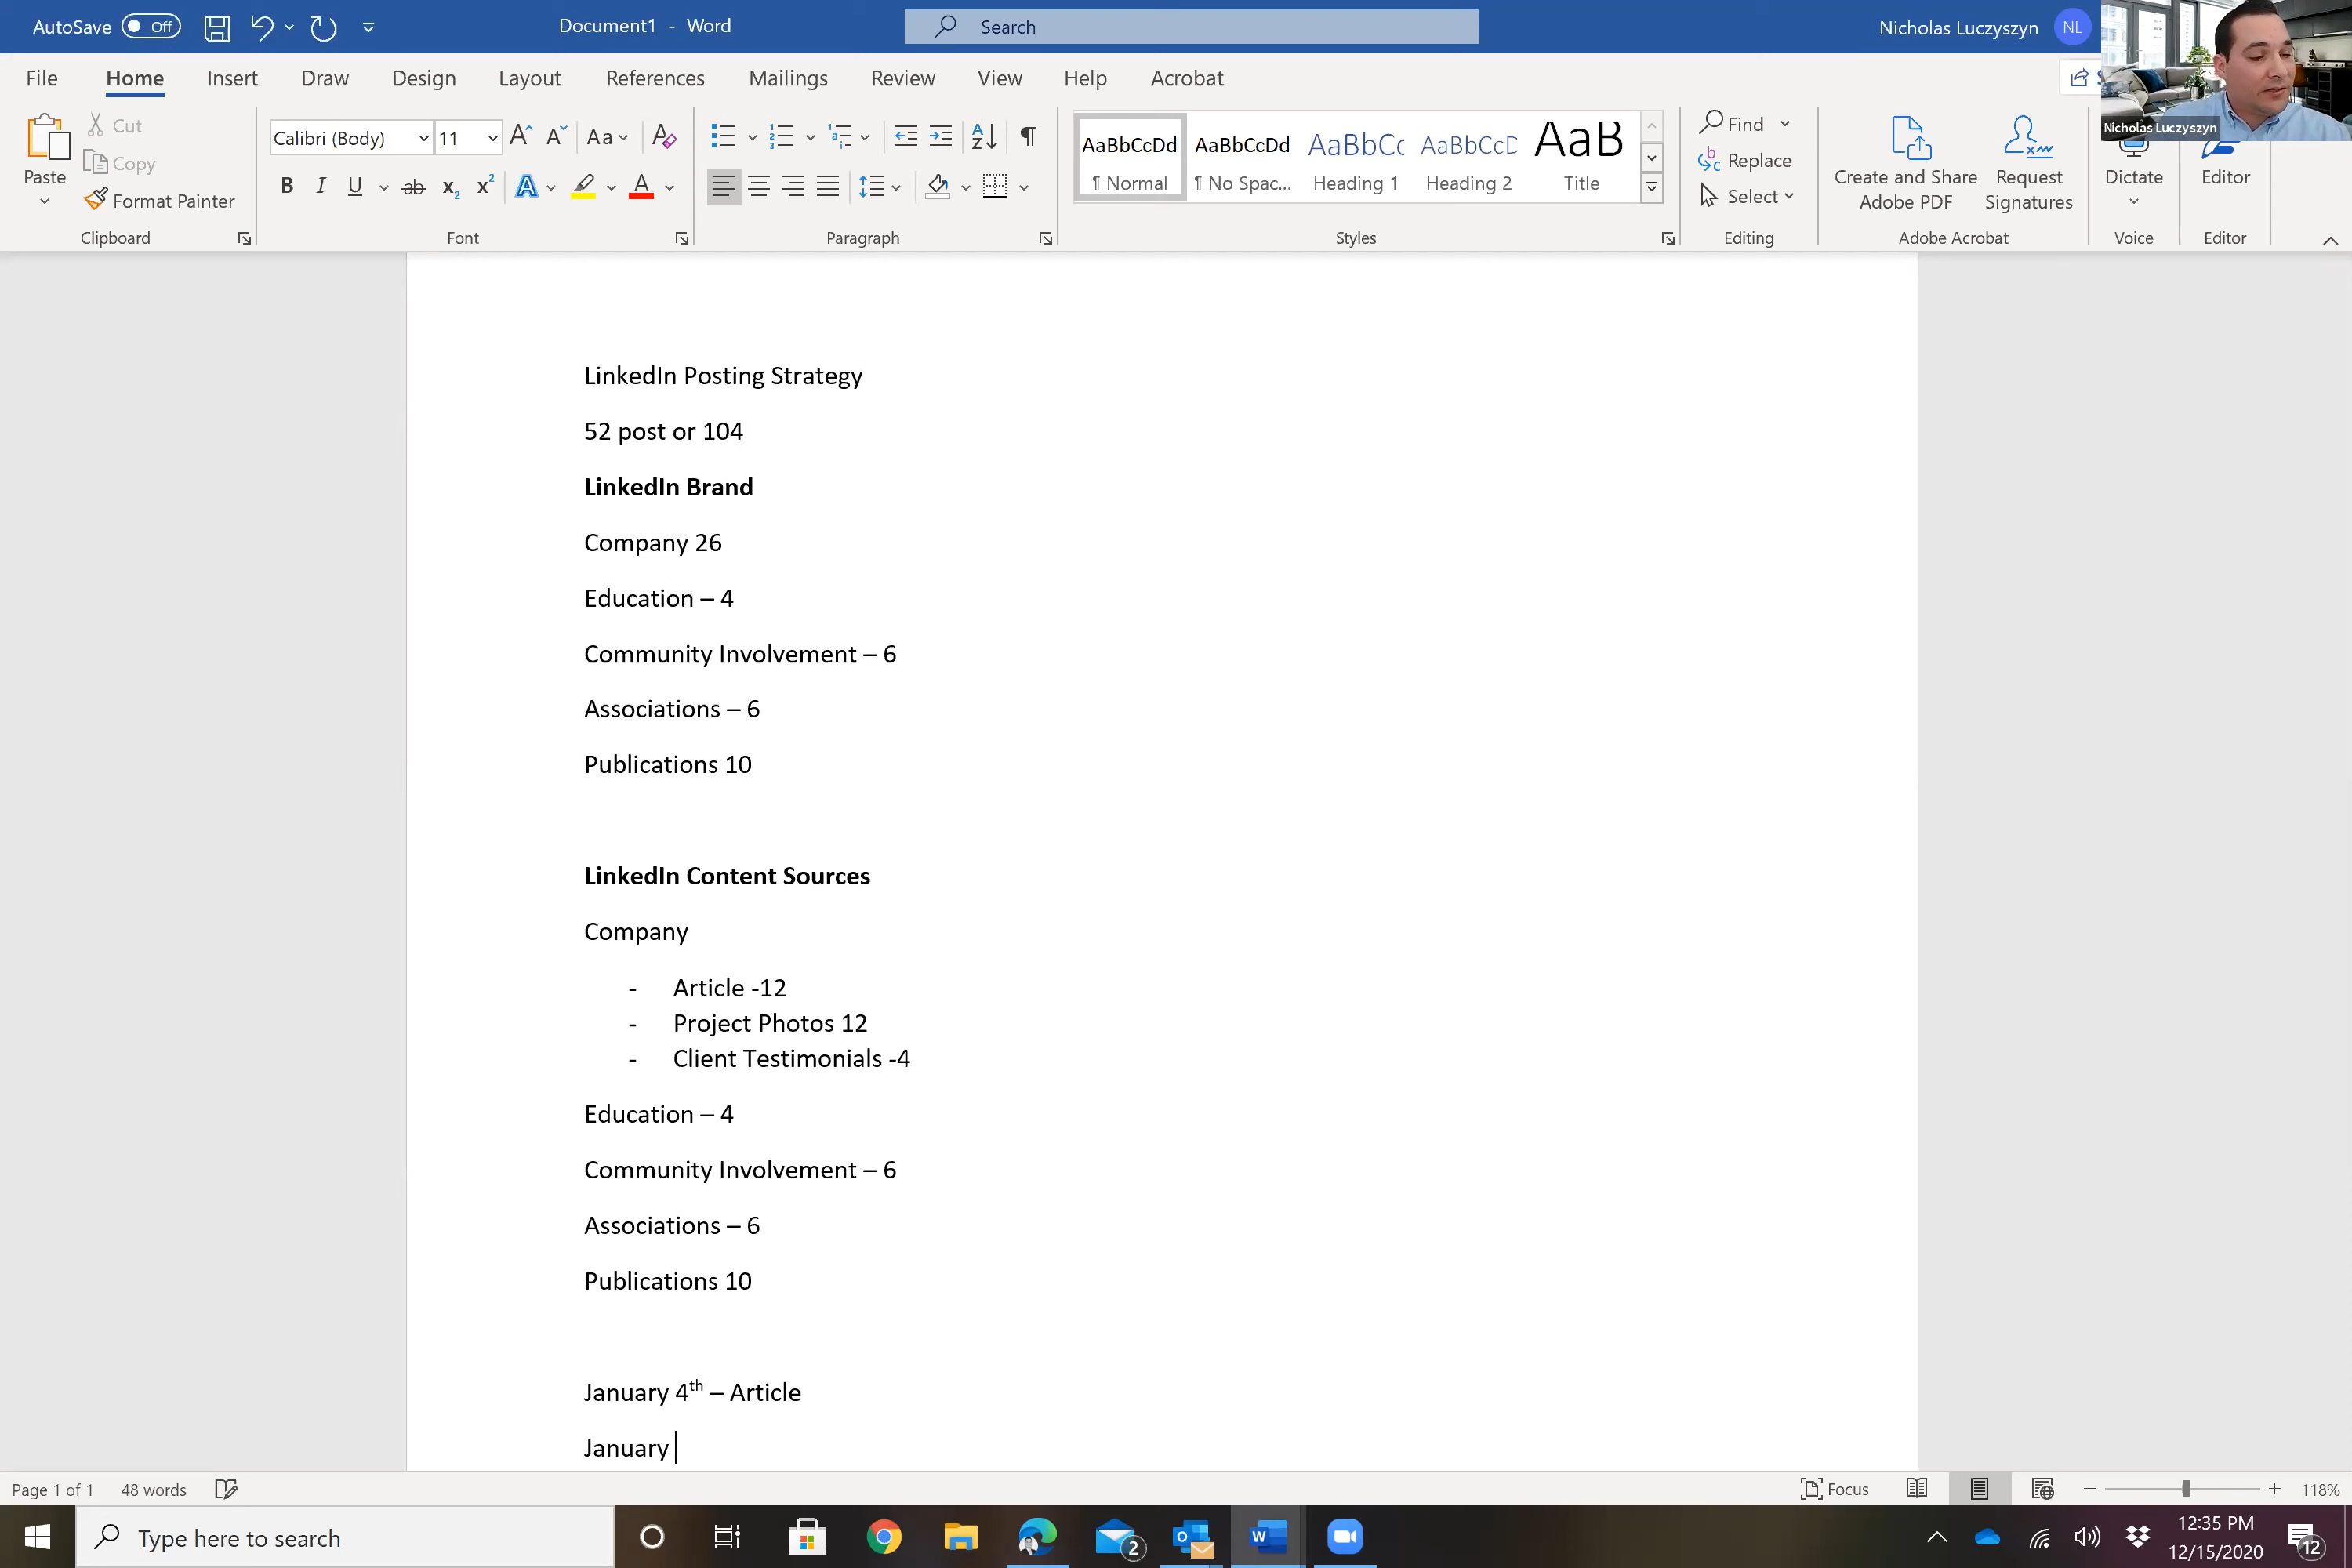 AutoSave Off Document1 - Word Search Nicholas Luczyszyn NL
File Home Insert Draw Design Layout References Mailings Review View Help Acrobat
Nicholas Luczyszyn
Paste Cut Copy Format Painter
Calibri (Body) 11 Aa
AaBbCcDd AaBbCcDd AaBbCc AaBbCcD AaB
¶ Normal ¶ No Spac... Heading 1 Heading 2 Title
Find Replace Select
Create and Share Adobe PDF
Request Signatures
Dictate Editor
Clipboard Font Paragraph Styles Editing Adobe Acrobat Voice Editor
LinkedIn Posting Strategy
52 post or 104
LinkedIn Brand
Company 26
Education – 4
Community Involvement – 6
Associations – 6
Publications 10
LinkedIn Content Sources
Company
- Article -12
- Project Photos 12
- Client Testimonials -4
Education – 4
Community Involvement – 6
Associations – 6
Publications 10
January 4th – Article
January
Page 1 of 1 48 words Focus 118%
Type here to search 2 12:35 PM
12/15/2020 12